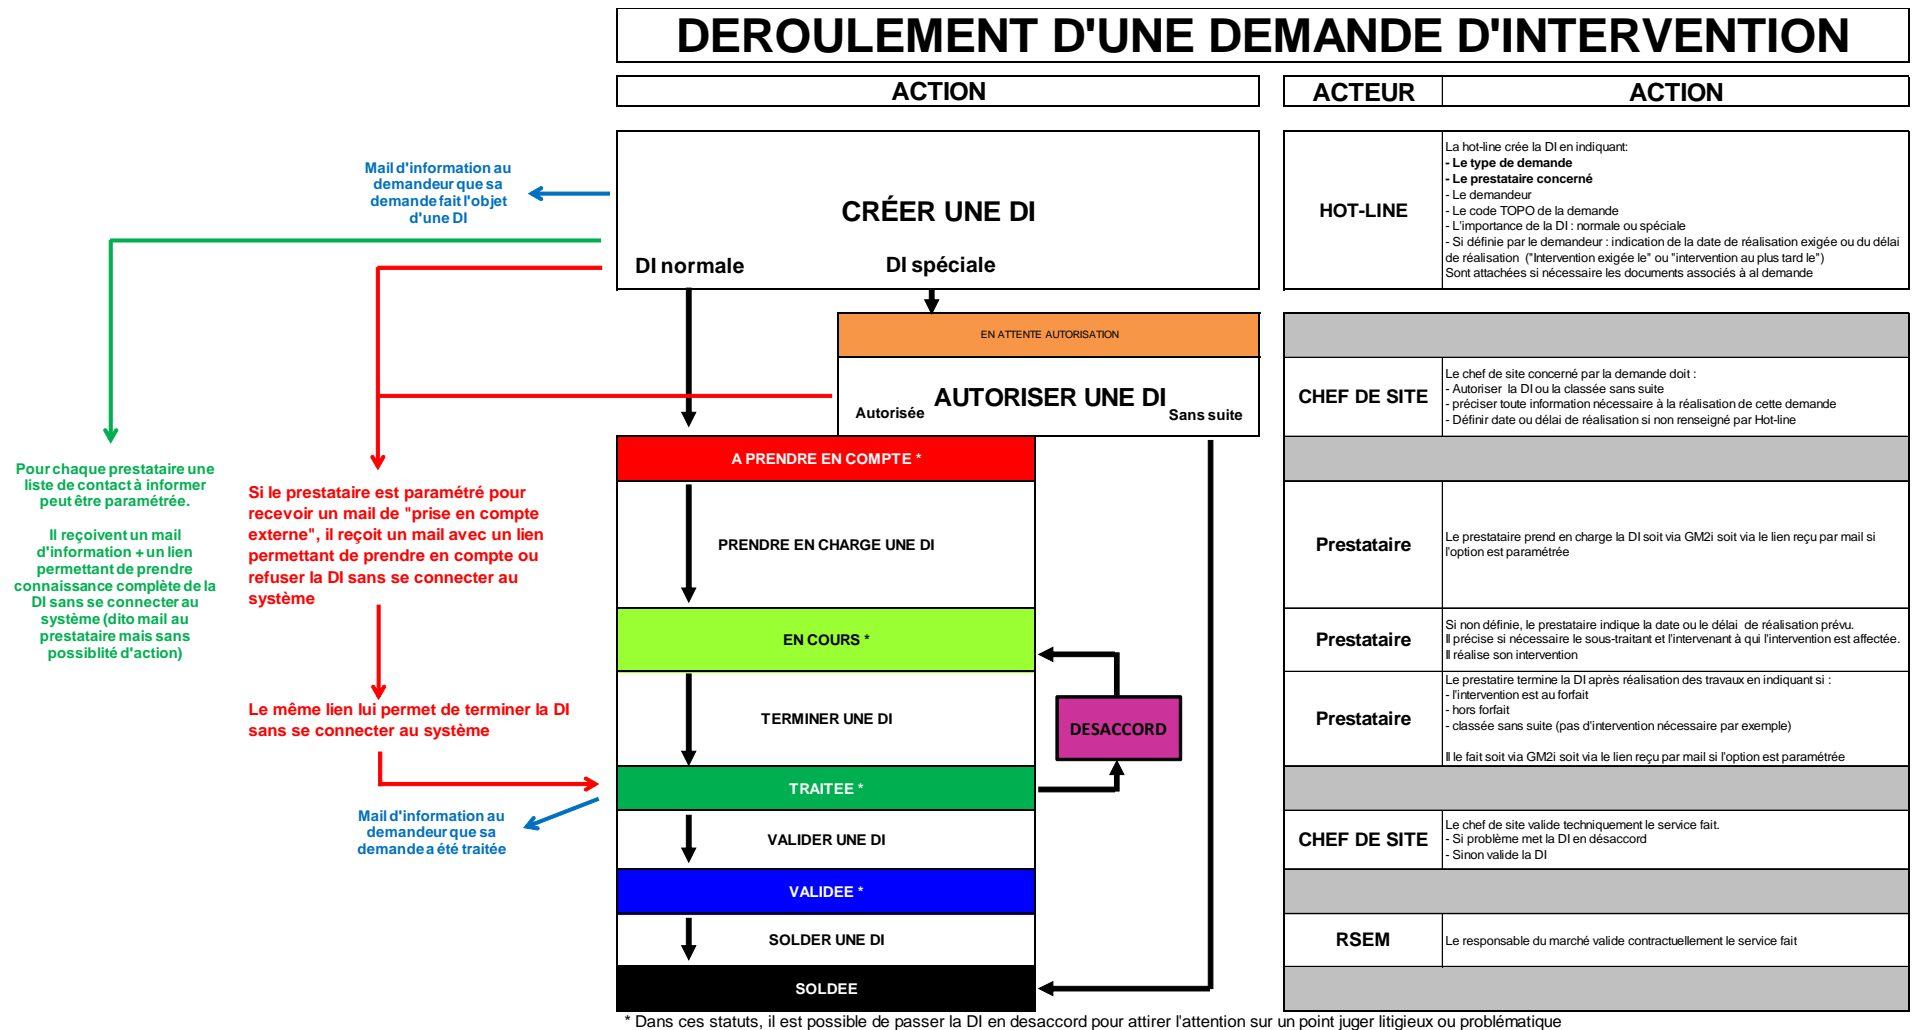 DEROULEMENT D'UNE DEMANDE D'INTERVENTION
ACTION
ACTEUR
ACTION
Mail d'information au
demandeur que sa
demande fait l'objet
d'une DI
CRÉER UNE DI
DI normale
DI spéciale
HOT-LINE
La hot-line crée la DI en indiquant:
- Le type de demande
- Le prestataire concerné
- Le demandeur
- Le code TOPO de la demande
- L'importance de la DI : normale ou spéciale
- Si définie par le demandeur : indication de la date de réalisation exigée ou du délai
de réalisation ("Intervention exigée le" ou "intervention au plus tard le")
Sont attachées si nécessaire les documents associés à al demande
EN ATTENTE AUTORISATION
AUTORISER UNE DI
Autorisée
Sans suite
CHEF DE SITE
Le chef de site concerné par la demande doit :
- Autoriser la DI ou la classée sans suite
- préciser toute information nécessaire à la réalisation de cette demande
- Définir date ou délai de réalisation si non renseigné par Hot-line
A PRENDRE EN COMPTE *
Pour chaque prestataire une
liste de contact à informer
peut être paramétrée.
Il reçoivent un mail
d'information + un lien
permettant de prendre
connaissance complète de la
DI sans se connecter au
système (dito mail au
prestataire mais sans
possiblité d'action)
Si le prestataire est paramétré pour
recevoir un mail de "prise en compte
externe", il reçoit un mail avec un lien
permettant de prendre en compte ou
refuser la DI sans se connecter au
système
PRENDRE EN CHARGE UNE DI
Prestataire
Le prestataire prend en charge la DI soit via GM2i soit via le lien reçu par mail si
l'option est paramétrée
EN COURS *
Prestataire
Si non définie, le prestataire indique la date ou le délai de réalisation prévu.
Il précise si nécessaire le sous-traitant et l'intervenant à qui l'intervention est affectée.
Il réalise son intervention
Le même lien lui permet de terminer la DI
sans se connecter au système
TERMINER UNE DI
DESACCORD
Prestataire
Le prestatire termine la DI après réalisation des travaux en indiquant si :
- l'intervention est au forfait
- hors forfait
- classée sans suite (pas d'intervention nécessaire par exemple)
Il le fait soit via GM2i soit via le lien reçu par mail si l'option est paramétrée
TRAITEE *
Mail d'information au
demandeur que sa
demande a été traitée
VALIDER UNE DI
CHEF DE SITE
Le chef de site valide techniquement le service fait.
- Si problème met la DI en désaccord
- Sinon valide la DI
VALIDEE *
SOLDER UNE DI
RSEM
Le responsable du marché valide contractuellement le service fait
SOLDEE
* Dans ces statuts, il est possible de passer la DI en desaccord pour attirer l'attention sur un point juger litigieux ou problématique